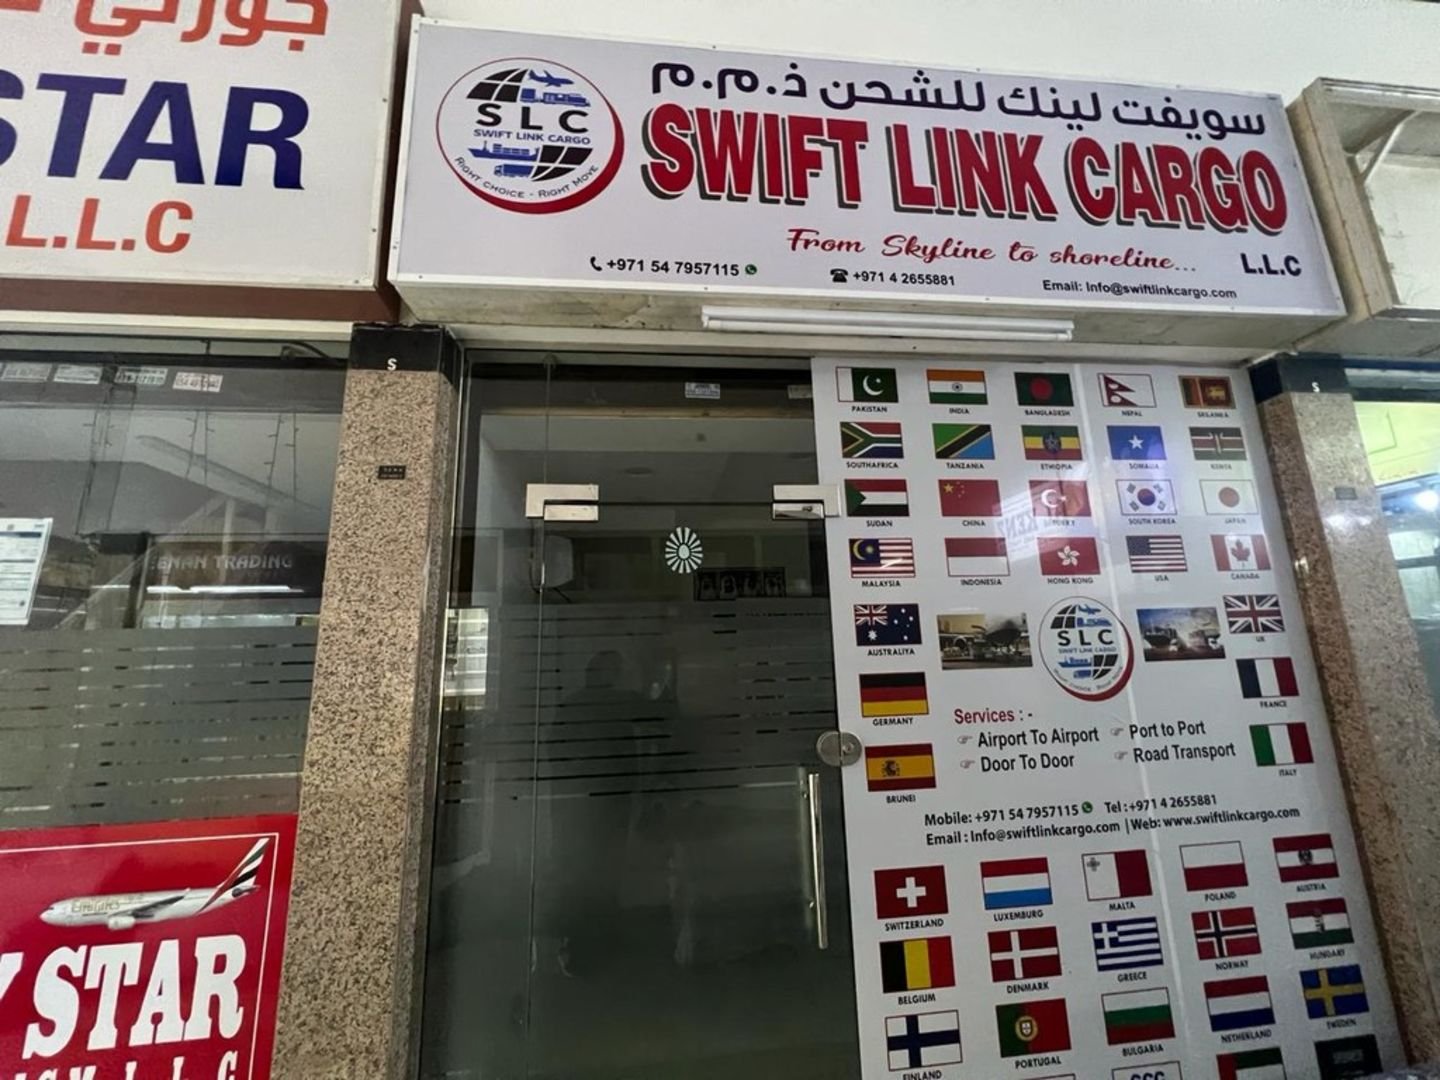 جورني
STAR
L.L.C
SLC
SWIFT LINK CARGO
RIGHT CHOICE - RIGHT MOVE
سويفت لينك للشحن ذ.م.م
SWIFT LINK CARGO
From Skyline to shoreline...
L.L.C
+971 54 7957115
+971 4 2655881
Email: Info@swiftlinkcargo.com
S
S
ENAN TRADING
PAKISTAN
INDIA
BANGLADESH
NEPAL
SRILANKA
SOUTHAFRICA
TANZANIA
ETHIOPIA
SOMALIA
KENYA
SUDAN
CHINA
TURKEY
SOUTH KOREA
JAPAN
MALAYSIA
INDONESIA
HONG KONG
USA
CANADA
AUSTRALIYA
SLC
SWIFT LINK CARGO
UK
GERMANY
FRANCE
BRUNEI
ITALY
Services : -
Airport To Airport
Port to Port
Door To Door
Road Transport
Mobile: +971 54 7957115 Tel :+971 4 2655881
Email : Info@swiftlinkcargo.com | Web: www.swiftlinkcargo.com
SWITZERLAND
LUXEMBURG
MALTA
POLAND
AUSTRIA
BELGIUM
DENMARK
GREECE
NORWAY
HUNGARY
FINLAND
PORTUGAL
BULGARIA
NETHERLAND
SWEDEN
GCC
Emirates
Y STAR